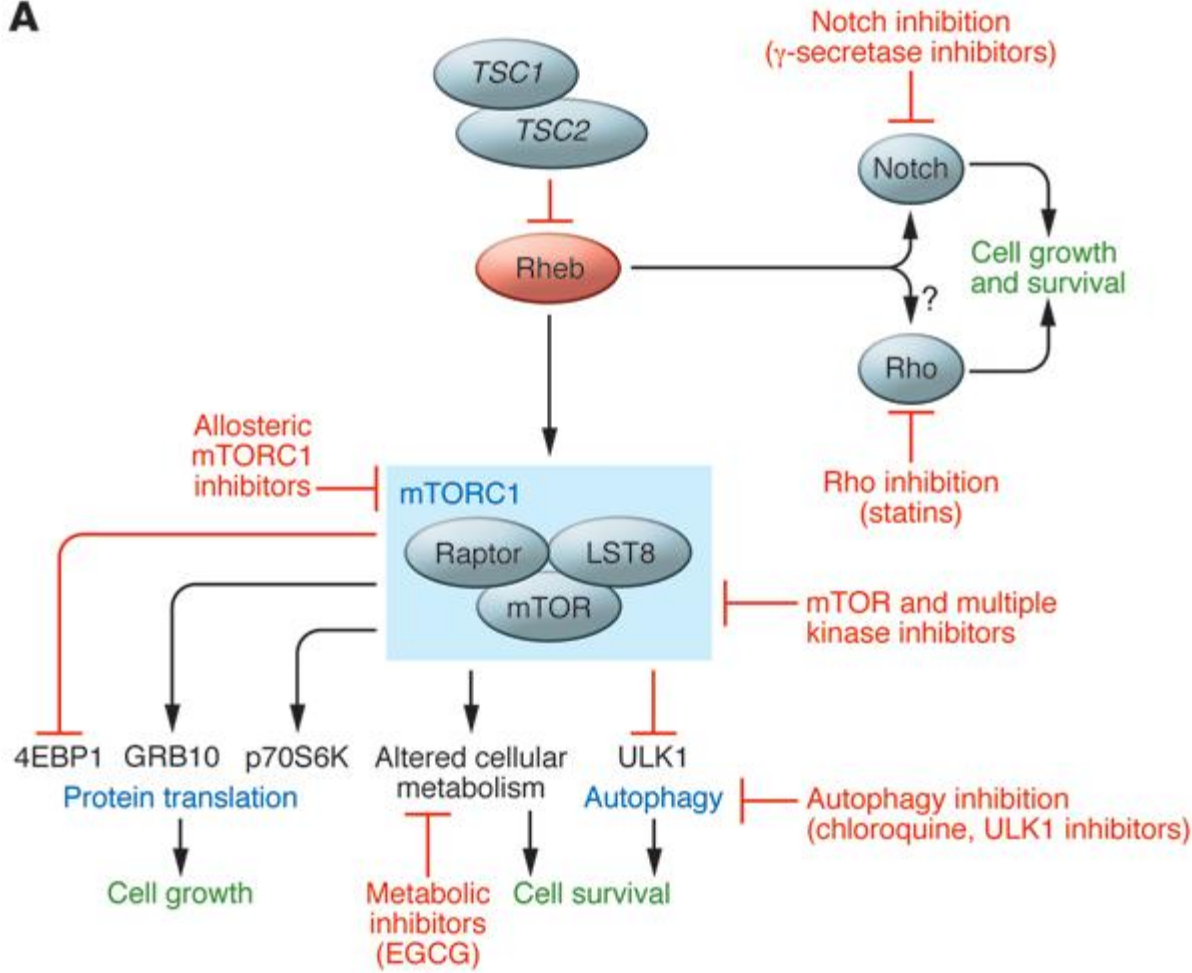 A
Notch inhibition
(γ-secretase inhibitors)
TSC1
TSC2
Notch
Rheb
Cell growth
and survival
?
Rho
Allosteric
mTORC1
inhibitors
Rho inhibition
(statins)
mTORC1
Raptor
LST8
mTOR
mTOR and multiple
kinase inhibitors
4EBP1 GRB10 p70S6K
Protein translation
Altered cellular
metabolism
ULK1
Autophagy
Autophagy inhibition
(chloroquine, ULK1 inhibitors)
Cell growth
Metabolic
inhibitors
(EGCG)
Cell survival